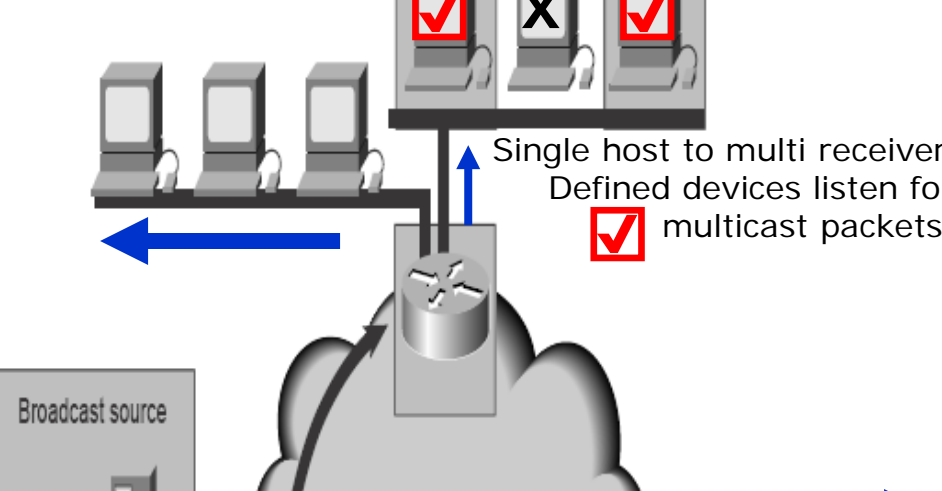 X
Single host to multi receiver
Defined devices listen fo
multicast packets
Broadcast source